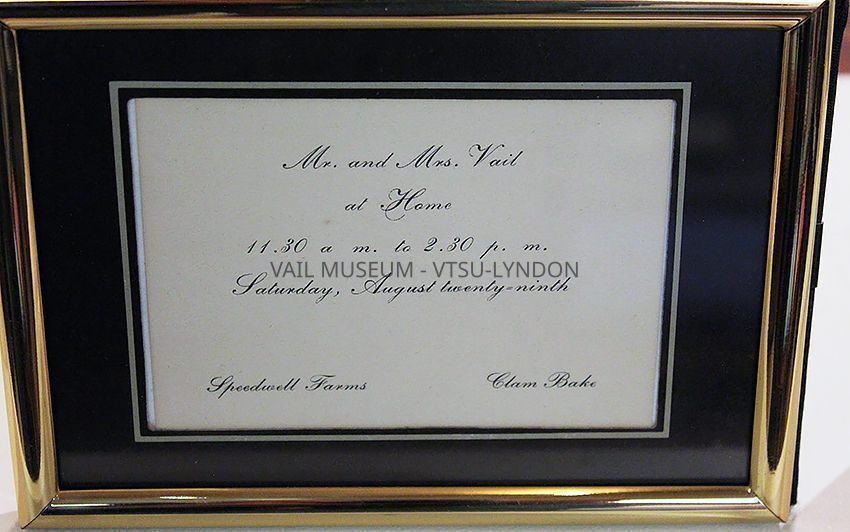 Mr. and Mrs. Vail
at Home
11.30 a m. to 2.30 p. m.
VAIL MUSEUM - VTSU-LYNDON
Saturday, August twenty=ninth
Speedwell Farms
Clam Bake